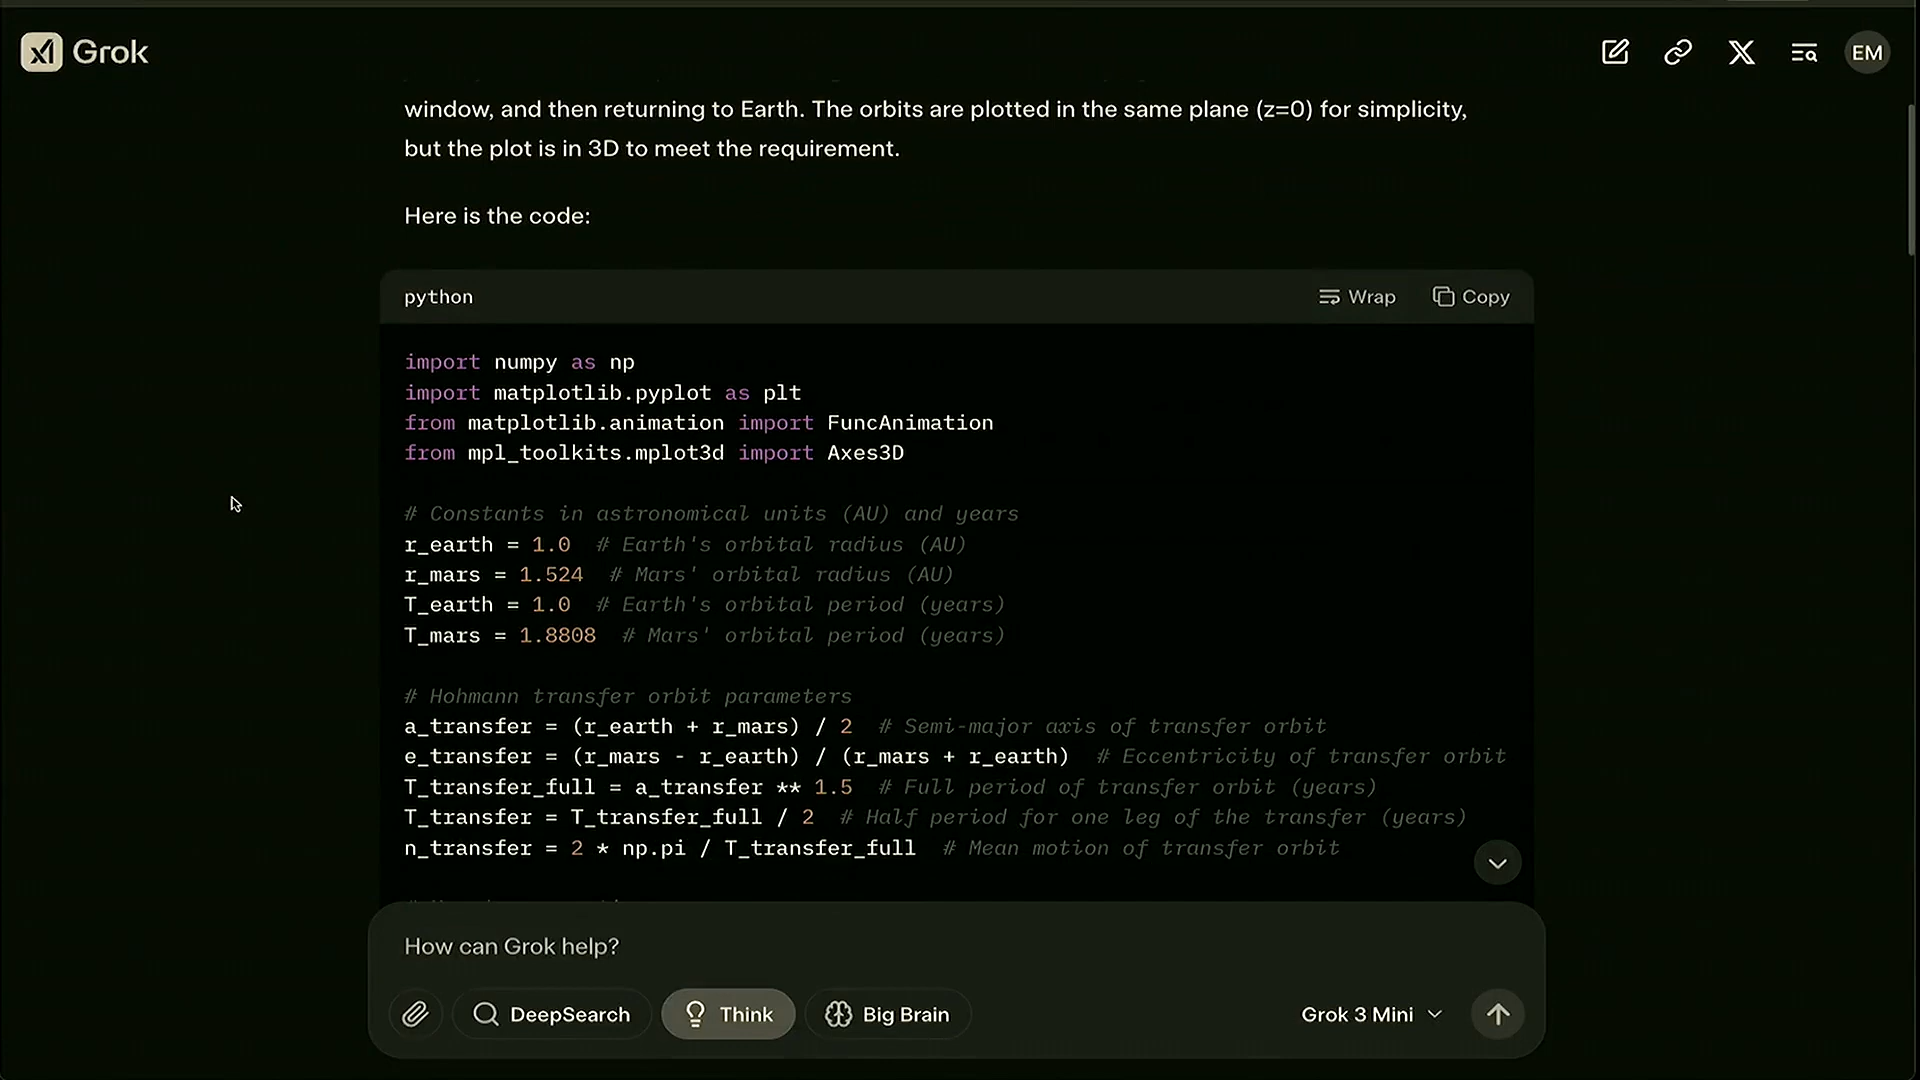 Grok
EM
window, and then returning to Earth. The orbits are plotted in the same plane (z=0) for simplicity,
but the plot is in 3D to meet the requirement.
Here is the code:
python
Wrap
Copy
import numpy as np
import matplotlib.pyplot as plt
from matplotlib.animation import FuncAnimation
from mpl_toolkits.mplot3d import Axes3D
# Constants in astronomical units (AU) and years
r_earth = 1.0  # Earth's orbital radius (AU)
r_mars = 1.524  # Mars' orbital radius (AU)
T_earth = 1.0  # Earth's orbital period (years)
T_mars = 1.8808  # Mars' orbital period (years)
# Hohmann transfer orbit parameters
a_transfer = (r_earth + r_mars) / 2  # Semi-major axis of transfer orbit
e_transfer = (r_mars - r_earth) / (r_mars + r_earth)  # Eccentricity of transfer orbit
T_transfer_full = a_transfer ** 1.5  # Full period of transfer orbit (years)
T_transfer = T_transfer_full / 2  # Half period for one leg of the transfer (years)
n_transfer = 2 * np.pi / T_transfer_full  # Mean motion of transfer orbit
How can Grok help?
DeepSearch
Think
Big Brain
Grok 3 Mini